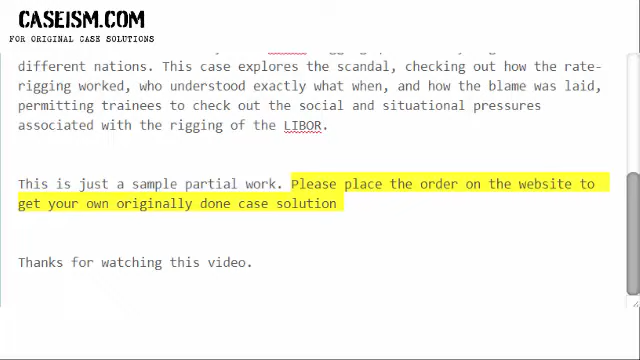 CASEISM.COM
FOR ORIGINAL CASE SOLUTIONS
different nations. This case explores the scandal, checking out how the rate-
rigging worked, who understood exactly what when, and how the blame was laid,
permitting trainees to check out the social and situational pressures
associated with the rigging of the LIBOR.
This is just a sample partial work. Please place the order on the website to
get your own originally done case solution
Thanks for watching this video.